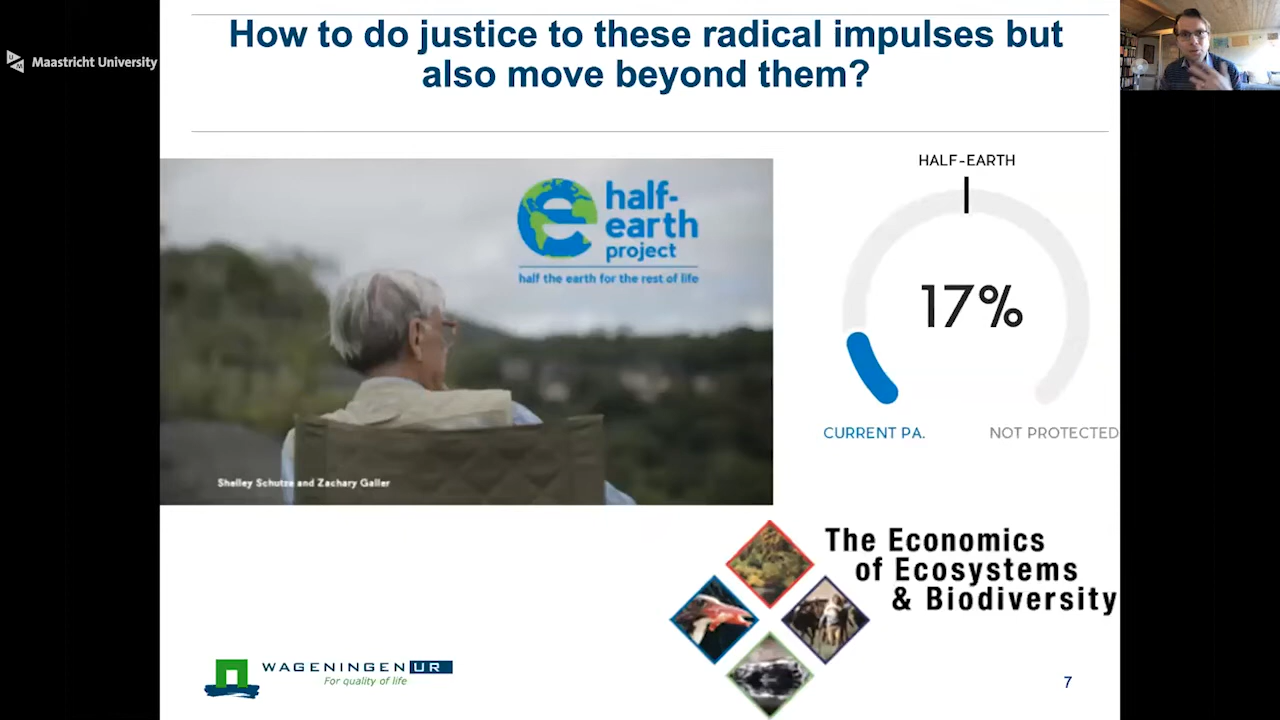 How to do justice to these radical impulses but
also move beyond them?
Maastricht University
HALF-EARTH
half-
earth
project
half the earth for the rest of life
17%
CURRENT PA.
NOT PROTECTED
Shelley Schutze and Zachary Galler
The Economics
of Ecosystems
& Biodiversity
WAGENINGEN UR
For quality of life
7